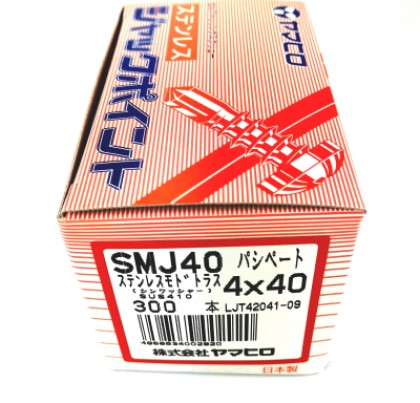 ヤマヒロ
ステンレス
ジャックポイント
SMJ40 パシペート
ステンレスモドトラス 4×40
(シンワッシャー)
SUS410
300 本 LJT42041-09
株式会社ヤマヒロ
日本製